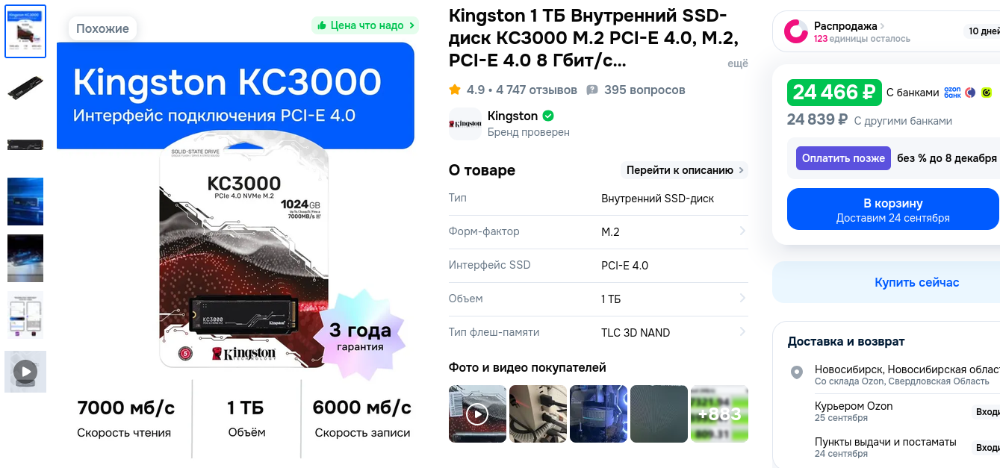 Похожие
Цена что надо
Kingston KC3000
Интерфейс подключения PCI-E 4.0
SOLID-STATE DRIVE
KC3000
PCIe 4.0 NVMe M.2
1024GB
7000MB/s
KC3000
Kingston
5
Kingston
TECHNOLOGY
3 года
гарантия
7000 мб/с
Скорость чтения
1 ТБ
Объём
6000 мб/с
Скорость записи
Kingston 1 ТБ Внутренний SSD-
диск KC3000 M.2 PCI-E 4.0, M.2,
PCI-E 4.0 8 Гбит/с...
ещё
4.9 • 4 747 отзывов
395 вопросов
Kingston
Kingston
Бренд проверен
О товаре
Перейти к описанию
Тип
Внутренний SSD-диск
Форм-фактор
M.2
Интерфейс SSD
PCI-E 4.0
Объем
1 ТБ
Тип флеш-памяти
TLC 3D NAND
Фото и видео покупателей
+883
809.31
Распродажа
123 единицы осталось
10 дней
24 466 ₽
С банками
ozon
банк
24 839 ₽
С другими банками
Оплатить позже
без % до 8 декабря
В корзину
Доставим 24 сентября
Купить сейчас
Доставка и возврат
Новосибирск, Новосибирская облас
Со склада Ozon, Свердловская Область
Курьером Ozon
25 сентября
Входи
Пункты выдачи и постаматы
24 сентября
Входи